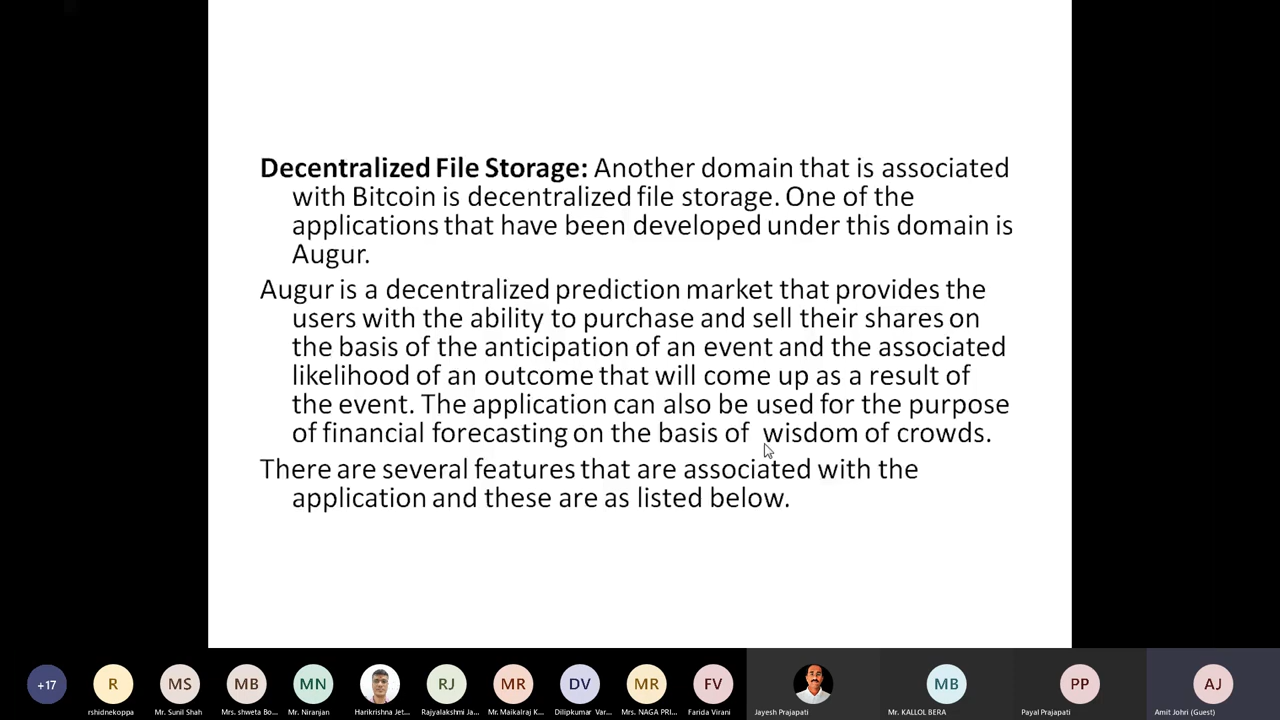 Decentralized File Storage: Another domain that is associated
with Bitcoin is decentralized file storage. One of the
applications that have been developed under this domain is
Augur.
Augur is a decentralized prediction market that provides the
users with the ability to purchase and sell their shares on
the basis of the anticipation of an event and the associated
likelihood of an outcome that will come up as a result of
the event. The application can also be used for the purpose
of financial forecasting on the basis of wisdom of crowds.
There are several features that are associated with the
application and these are as listed below.
+17 R MS MB MN RJ MR DV MR FV MB PP AJ
rshidnekoppa Mr. Sunil Shah Mrs. shweta Bo... Mr. Niranjan Harikrishna Jet... Rajyalakshmi Ja... Mr. Maikalraj K... Dilipkumar Var... Mrs. NAGA PRI... Farida Virani Jayesh Prajapati Mr. KALLOL BERA Payal Prajapati Amit Johri (Guest)